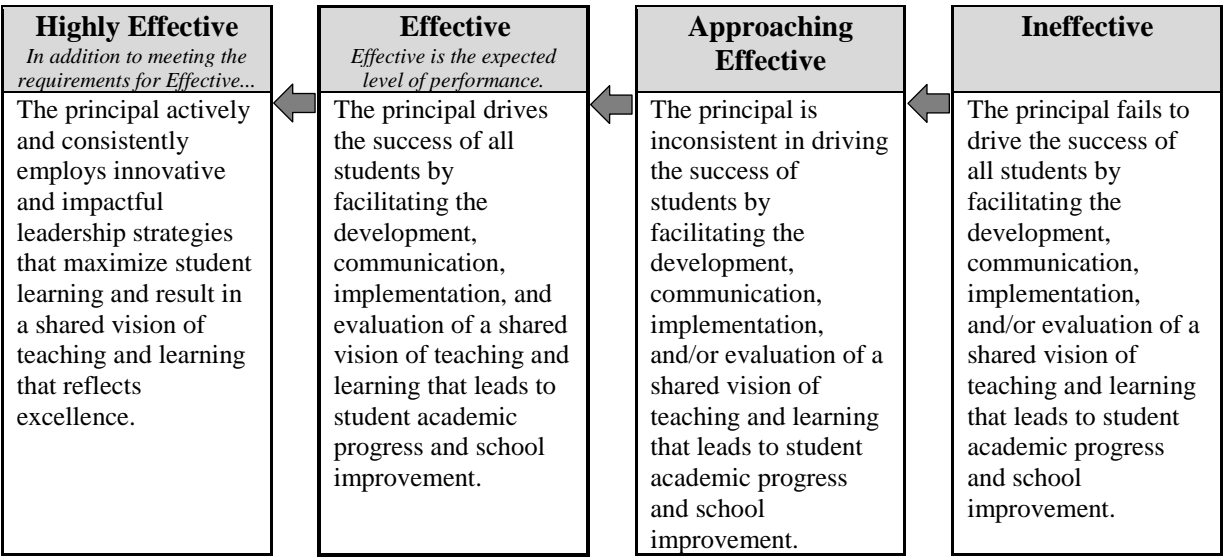 Highly Effective
In addition to meeting the
requirements for Effective...
The principal actively
and consistently
employs innovative
and impactful
leadership strategies
that maximize student
learning and result in
a shared vision of
teaching and learning
that reflects
excellence.
Effective
Effective is the expected
level of performance.
The principal drives
the success of all
students by
facilitating the
development,
communication,
implementation, and
evaluation of a shared
vision of teaching and
learning that leads to
student academic
progress and school
improvement.
Approaching
Effective
The principal is
inconsistent in driving
the success of
students by
facilitating the
development,
communication,
implementation,
and/or evaluation of a
shared vision of
teaching and learning
that leads to student
academic progress
and school
improvement.
Ineffective
The principal fails to
drive the success of
all students by
facilitating the
development,
communication,
implementation,
and/or evaluation of a
shared vision of
teaching and learning
that leads to student
academic progress
and school
improvement.